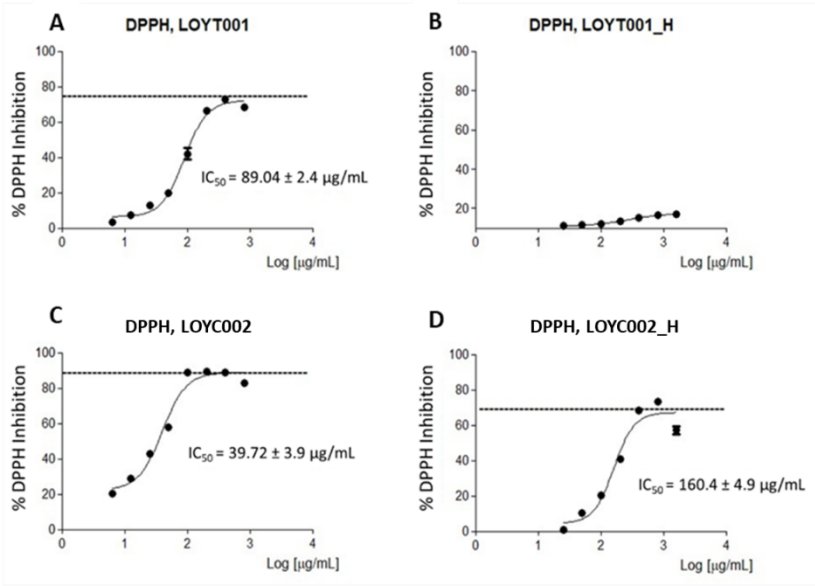 A
DPPH, LOYT001
% DPPH Inhibition
100
80
60
40
20
0
IC50 = 89.04 ± 2.4 µg/mL
0 1 2 3 4
Log [µg/mL]
B
DPPH, LOYT001_H
% DPPH Inhibition
100
80
60
40
20
0 1 2 3 4
Log [µg/mL]
C
DPPH, LOYC002
% DPPH Inhibition
100
80
60
40
20
0
IC50 = 39.72 ± 3.9 µg/mL
0 1 2 3 4
Log [µg/mL]
D
DPPH, LOYC002_H
% DPPH Inhibition
100
80
60
40
20
0
IC50 = 160.4 ± 4.9 µg/mL
0 1 2 3 4
Log [µg/mL]